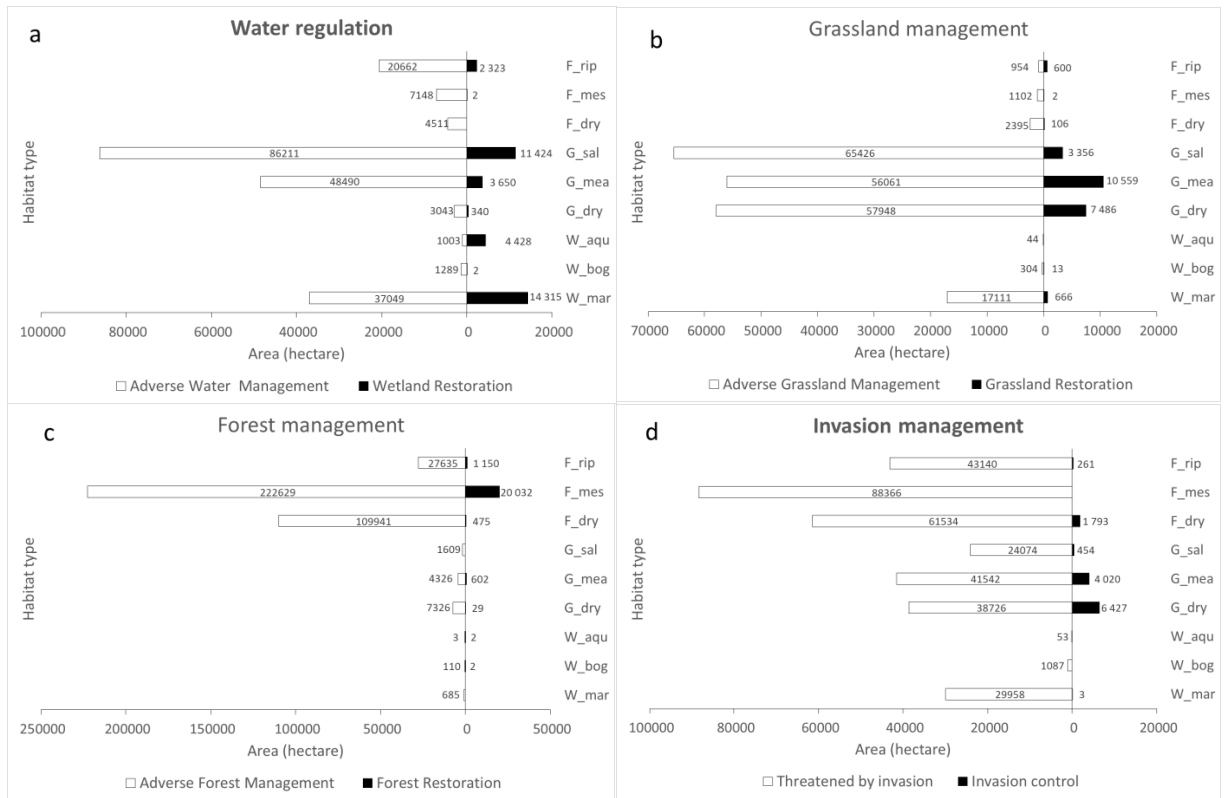 a
Water regulation
20662 2 323 F_rip
7148 2 F_mes
4511 F_dry
86211 11 424 G_sal
48490 3 650 G_mea
3043 340 G_dry
1003 4 428 W_aqu
1289 2 W_bog
37049 14 315 W_mar
Habitat type
100000 80000 60000 40000 20000 0 20000
Area (hectare)
Adverse Water Management Wetland Restoration
b
Grassland management
954 600 F_rip
1102 2 F_mes
2395 106 F_dry
65426 3 356 G_sal
56061 10 559 G_mea
57948 7 486 G_dry
44 W_aqu
304 13 W_bog
17111 666 W_mar
Habitat type
70000 60000 50000 40000 30000 20000 10000 0 10000 20000
Area (hectare)
Adverse Grassland Management Grassland Restoration
c
Forest management
27635 1 150 F_rip
222629 20 032 F_mes
109941 475 F_dry
1609 G_sal
4326 602 G_mea
7326 29 G_dry
3 2 W_aqu
110 2 W_bog
685 W_mar
Habitat type
250000 200000 150000 100000 50000 0 50000
Area (hectare)
Adverse Forest Management Forest Restoration
d
Invasion management
43140 261 F_rip
88366 F_mes
61534 1 793 F_dry
24074 454 G_sal
41542 4 020 G_mea
38726 6 427 G_dry
53 W_aqu
1087 W_bog
29958 3 W_mar
Habitat type
100000 80000 60000 40000 20000 0 20000
Area (hectare)
Threatened by invasion Invasion control